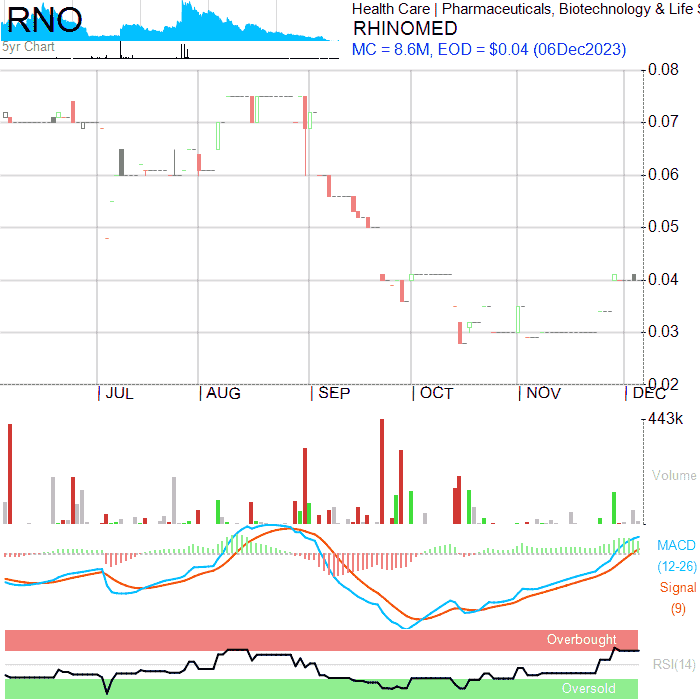 RNO
5yr Chart
Health Care | Pharmaceuticals, Biotechnology & Life
RHINOMED
MC = 8.6M, EOD = $0.04 (06Dec2023)
0.08
0.07
0.06
0.05
0.04
0.03
0.02
JUL
AUG
SEP
OCT
NOV
DEC
443k
Volume
MACD
(12-26)
Signal
(9)
Overbought
RSI(14)
Oversold